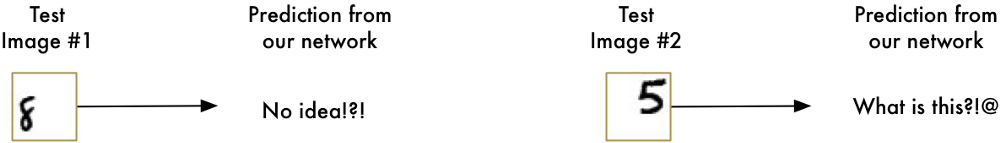 Test
Image #1
Prediction from
our network
8
No idea!?!
Test
Image #2
Prediction from
our network
5
What is this?!@